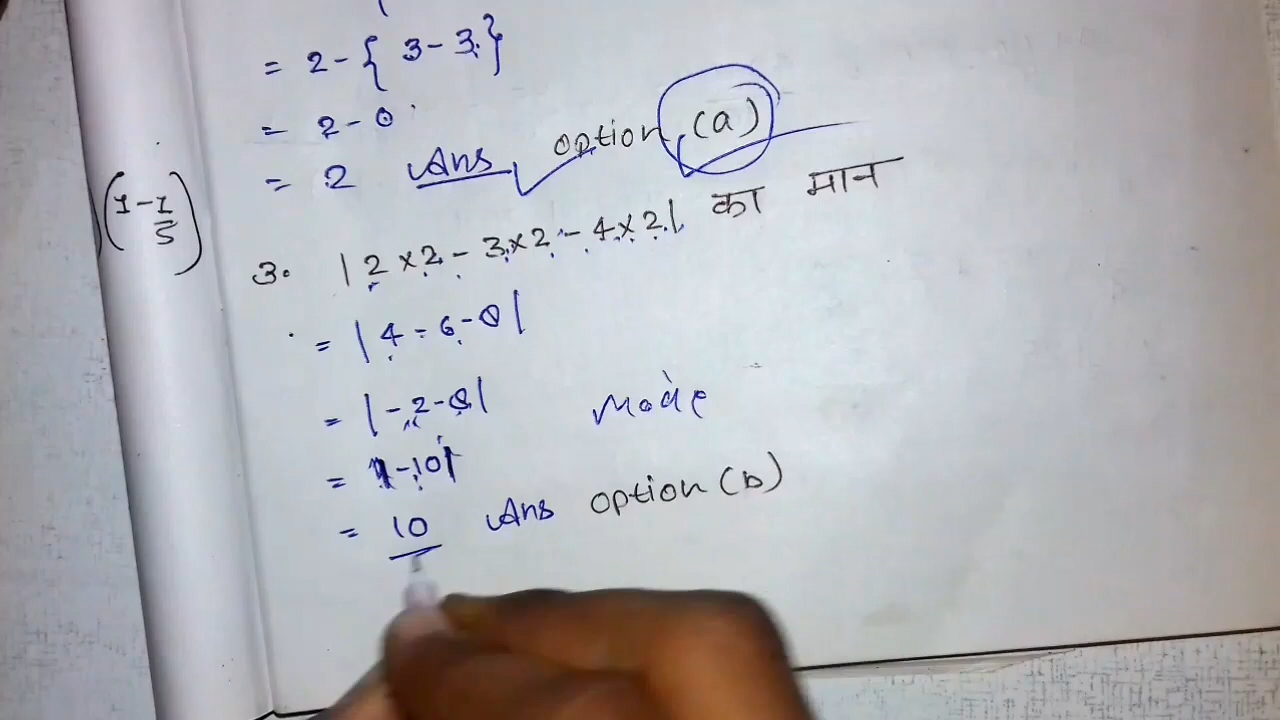 = 2-{ 3-3.}
= 2-0
= 2 Ans option (a)
(1-1/5)
3. |2×2-3×2-4×2| का मान
= |4-6-8|
= |-2-8|
= |-10|
= 10 Ans option (b)